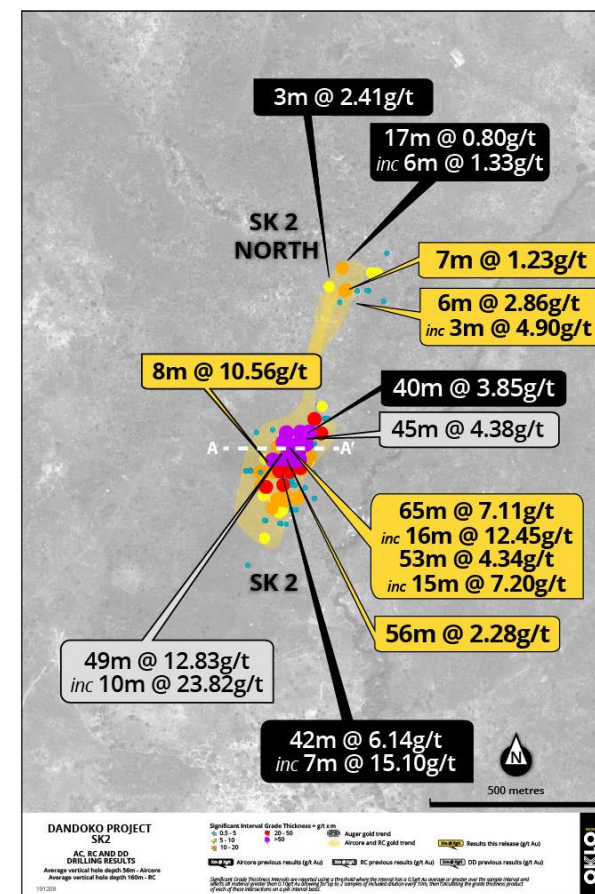 3m @ 2.41g/t
17m @ 0.80g/t
inc 6m @ 1.33g/t
SK 2
NORTH
7m @ 1.23g/t
6m @ 2.86g/t
inc 3m @ 4.90g/t
8m @ 10.56g/t
40m @ 3.85g/t
45m @ 4.38g/t
A
A'
65m @ 7.11g/t
inc 16m @ 12.45g/t
53m @ 4.34g/t
inc 15m @ 7.20g/t
SK 2
56m @ 2.28g/t
49m @ 12.83g/t
inc 10m @ 23.82g/t
42m @ 6.14g/t
inc 7m @ 15.10g/t
N
500 metres
DANDOKO PROJECT
SK2
AC, RC AND DD
DRILLING RESULTS
Average vertical hole depth 56m - Aircore
Average vertical hole depth 160m - RC
191209
Significant Interval Grade Thickness = g/t x m
0.5 - 5
5 - 10
10 - 20
20 - 50
>50
Auger gold trend
Aircore and RC gold trend
Results this release (g/t Au)
Aircore previous results (g/t Au)
RC previous results (g/t Au)
DD previous results (g/t Au)
OKLO